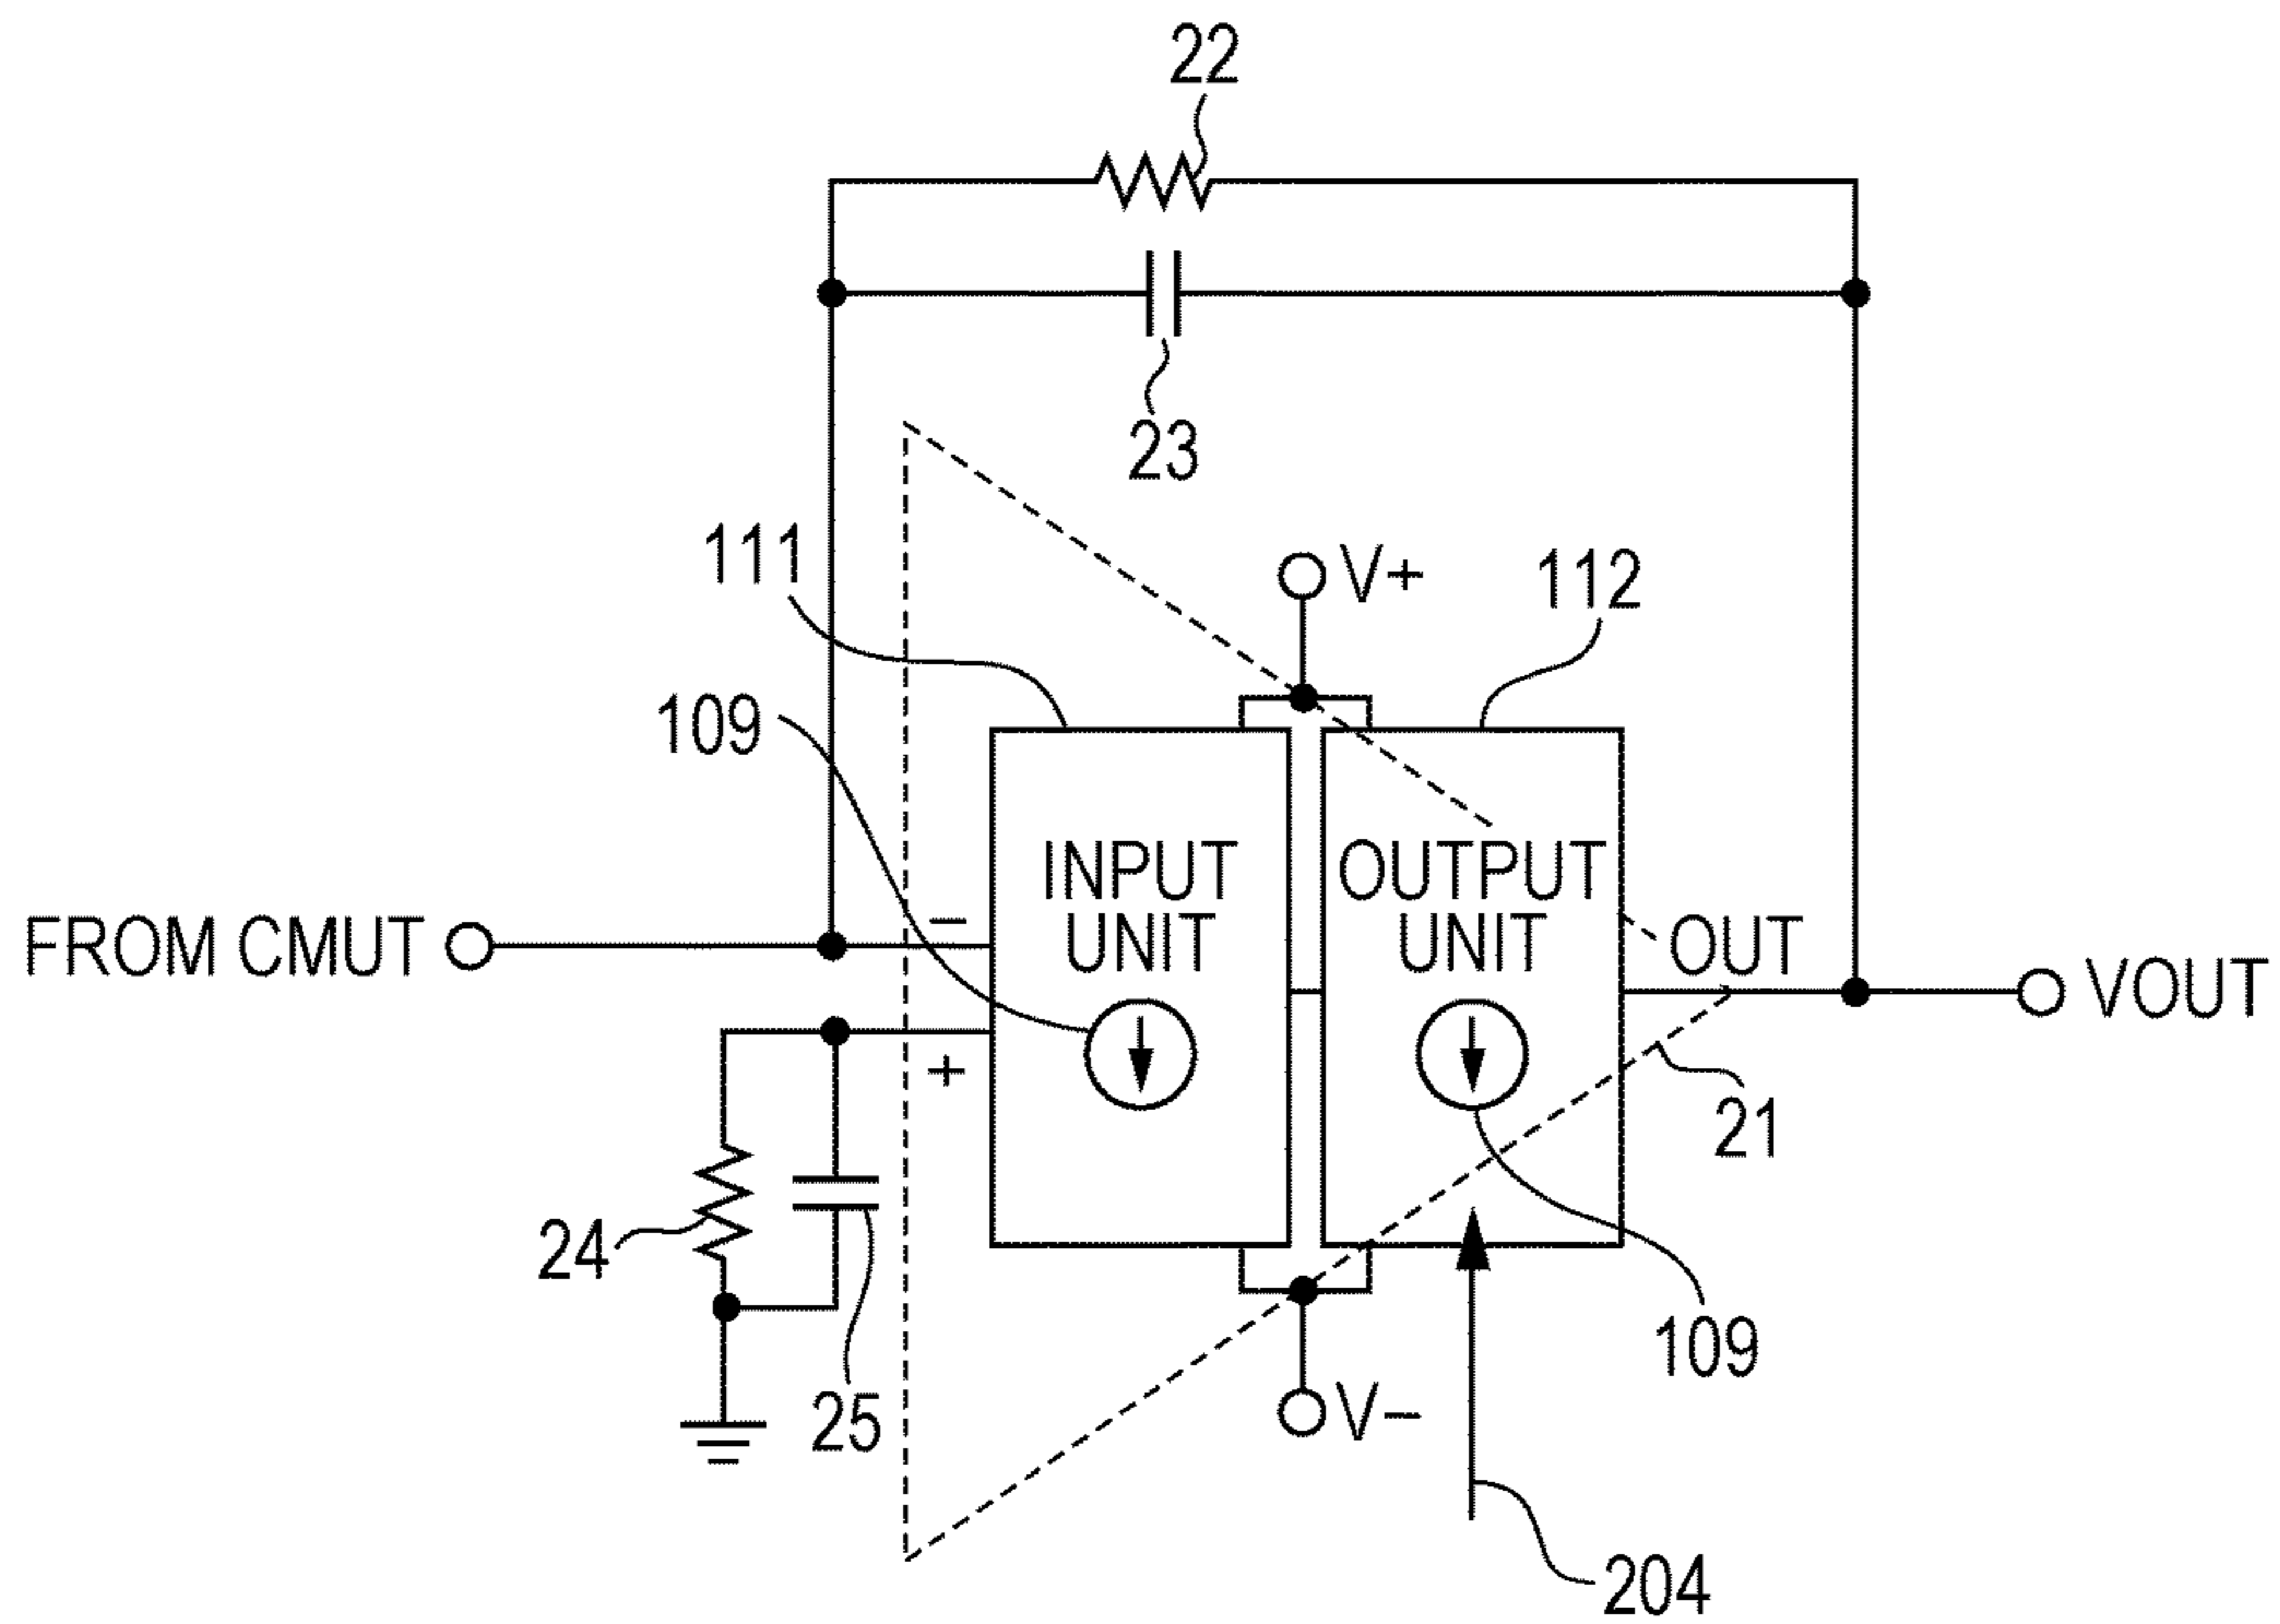 22
23
111
V+
112
109
INPUT
UNIT
OUTPUT
UNIT
FROM CMUT
−
OUT
VOUT
+
21
24
25
109
V−
204